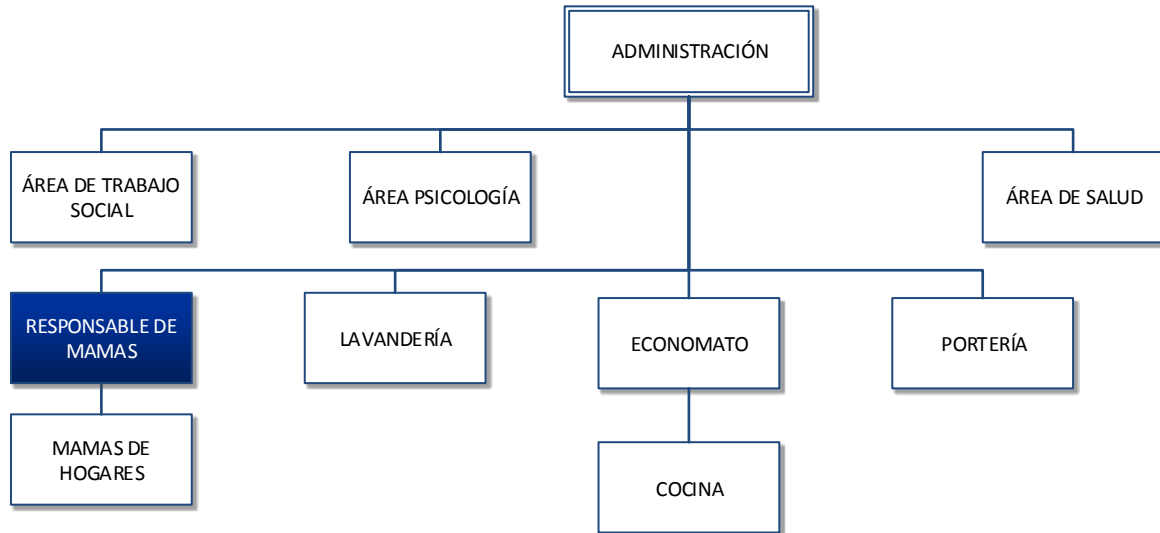 ADMINISTRACIÓN
ÁREA DE TRABAJO
SOCIAL
ÁREA PSICOLOGÍA
ÁREA DE SALUD
RESPONSABLE DE
MAMAS
LAVANDERÍA
ECONOMATO
PORTERÍA
MAMAS DE
HOGARES
COCINA